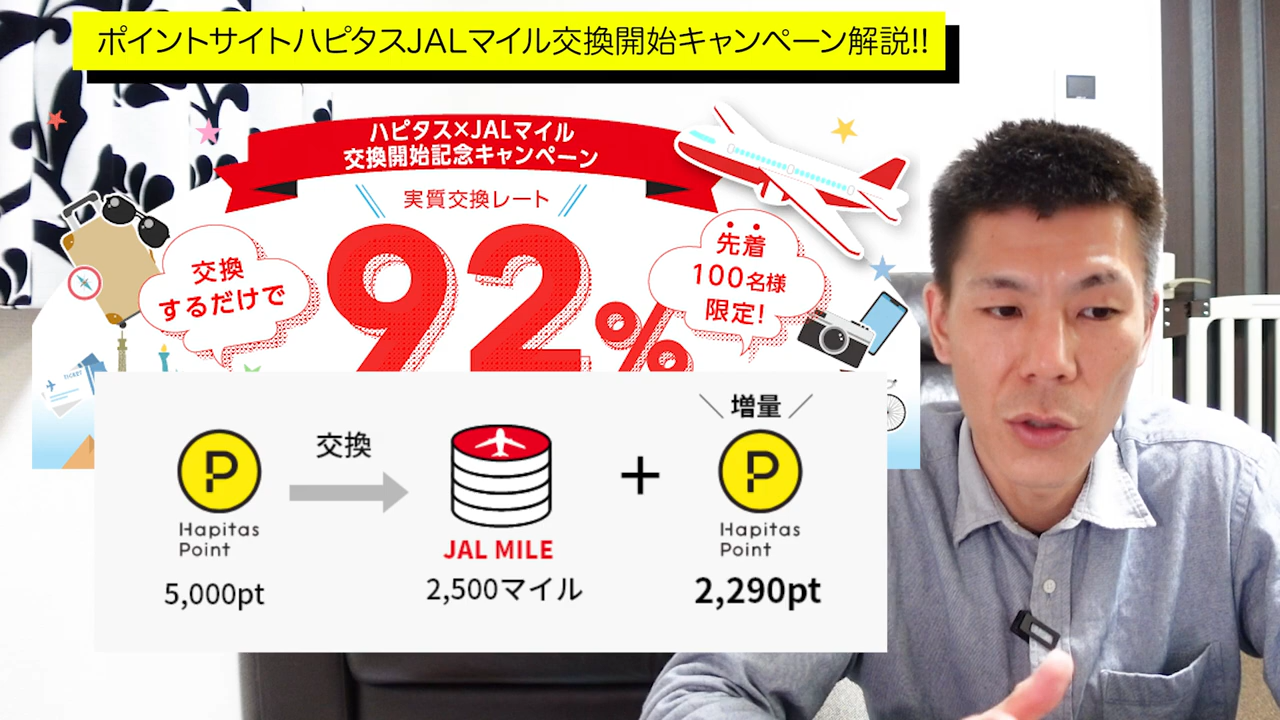 ポイントサイトハピタスJALマイル交換開始キャンペーン解説!!
ハピタス×JALマイル
交換開始記念キャンペーン
実質交換レート
交換
するだけで
92%
先着
100名様
限定!
TICKET
交換
増量
P
P
+
Hapitas
Point
JAL MILE
Hapitas
Point
5,000pt
2,500マイル
2,290pt